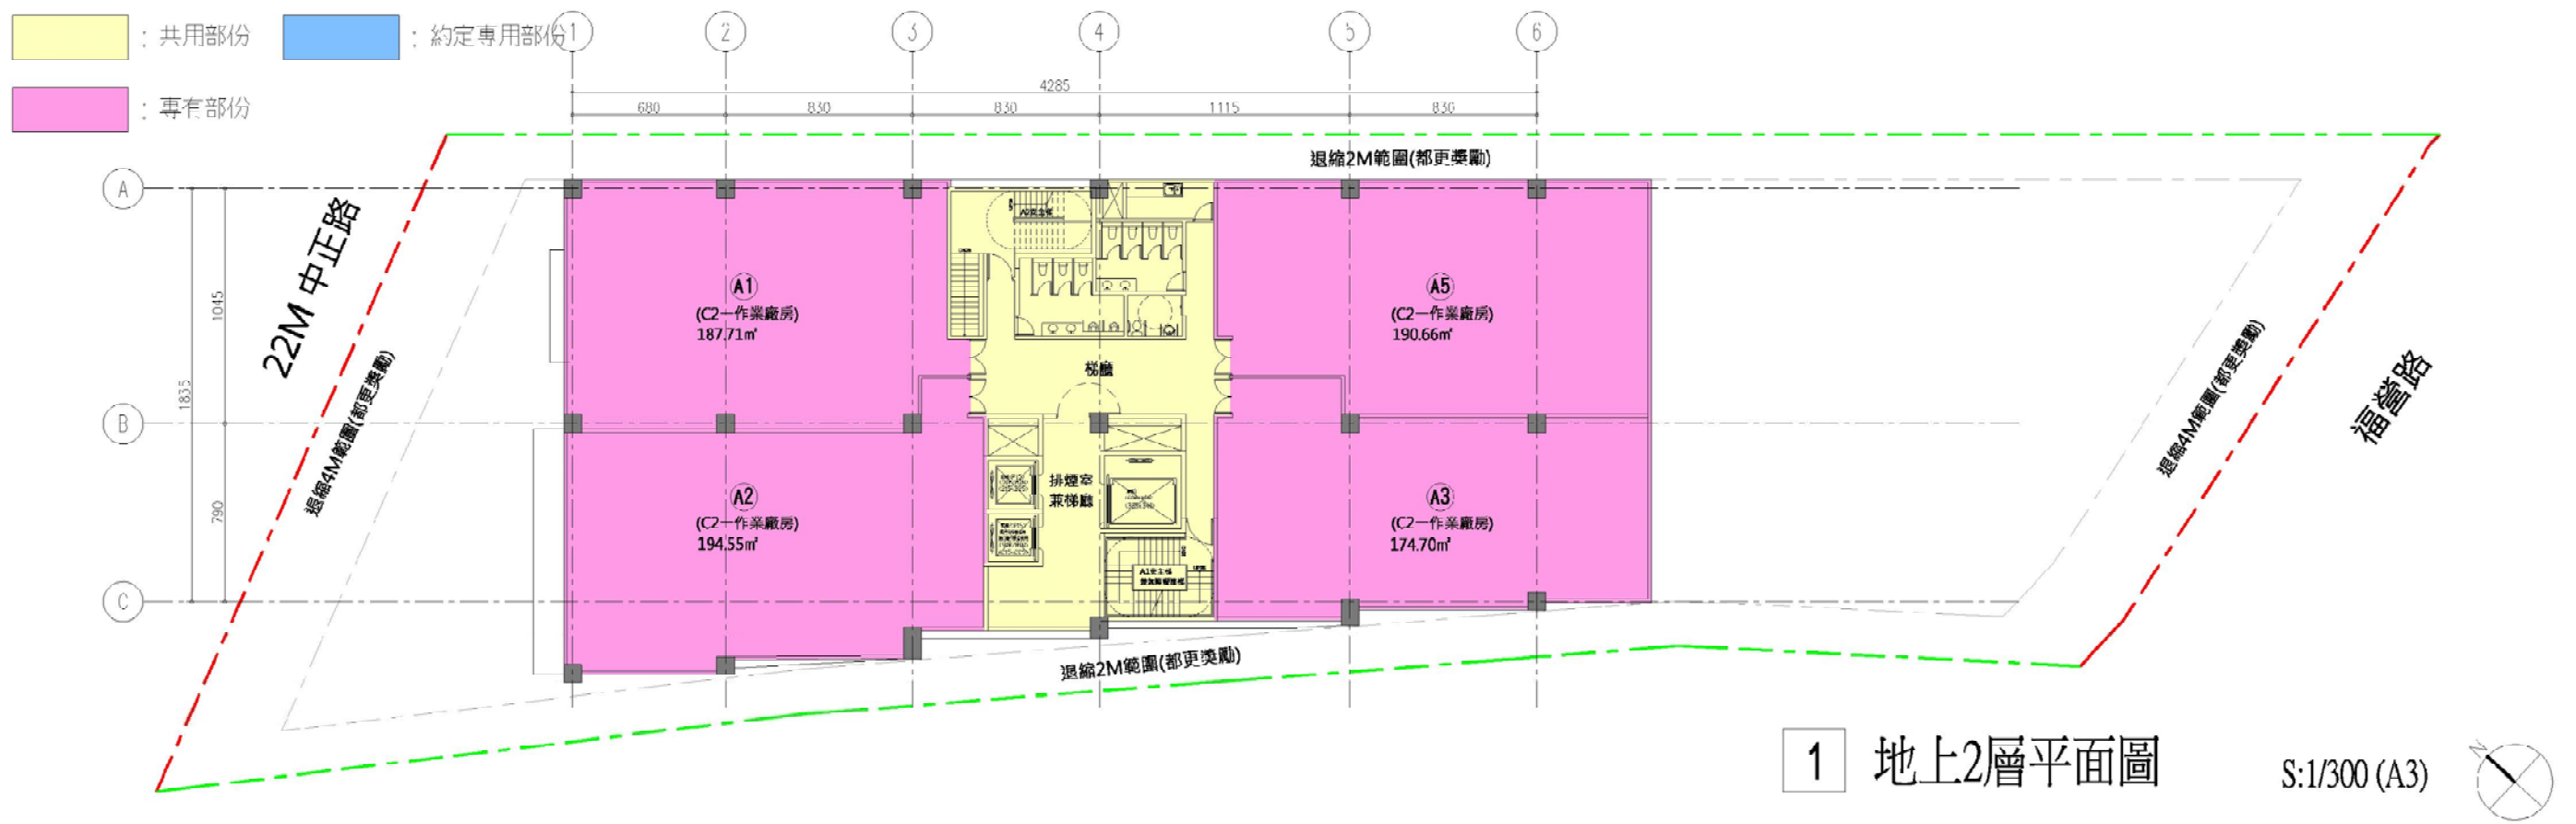 ：共用部份
：約定專用部份
：專有部份
1
2
3
4
5
6
4285
680
830
830
1115
830
A
B
C
1835
1045
790
退縮2M範圍(都更獎勵)
22M 中正路
退縮4M範圍(都更獎勵)
A1
(C2一作業廠房)
187.71㎡
A5
(C2一作業廠房)
190.66㎡
梯廳
A2
(C2一作業廠房)
194.55㎡
排煙室
兼梯廳
A3
(C2一作業廠房)
174.70㎡
退縮4M範圍(都更獎勵)
福營路
退縮2M範圍(都更獎勵)
1
地上2層平面圖
S:1/300 (A3)
N